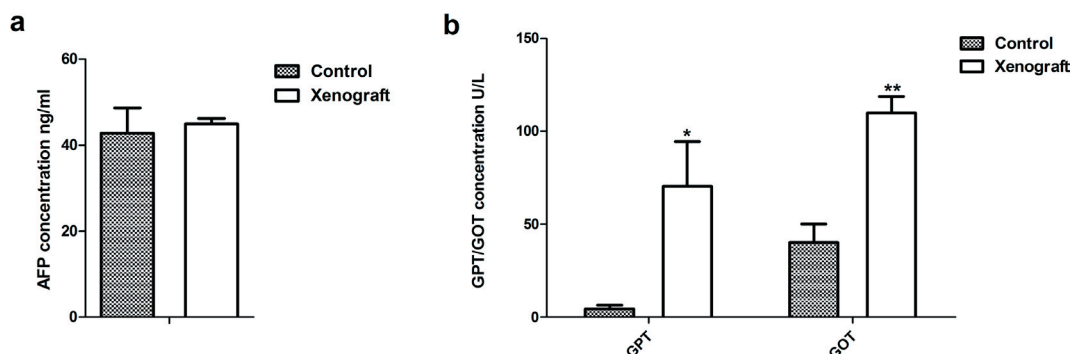 a
AFP concentration ng/ml
60
40
20
0
Control
Xenograft
b
GPT/GOT concentration U/L
150
100
50
0
*
**
GPT
GOT
Control
Xenograft